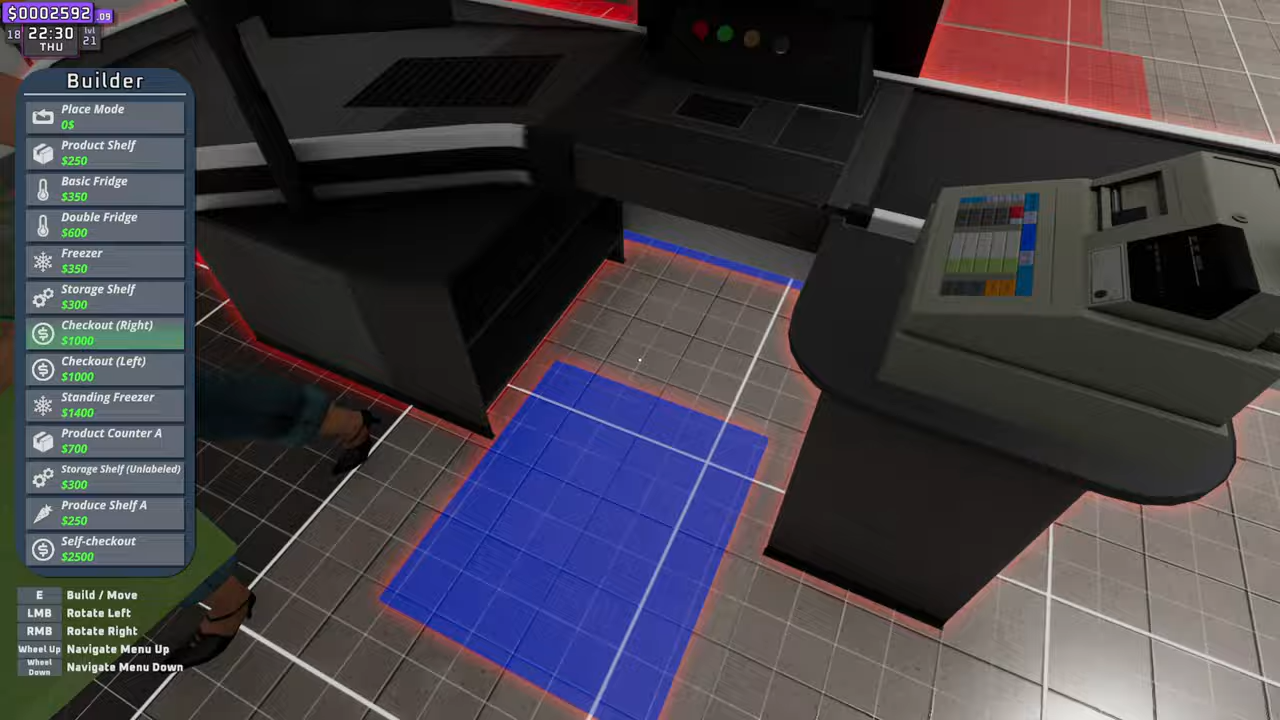 $0002592.09
18 22:30 lvl
THU 21
Builder
Place Mode
0$
Product Shelf
$250
Basic Fridge
$350
Double Fridge
$600
Freezer
$350
Storage Shelf
$300
Checkout (Right)
$1000
Checkout (Left)
$1000
Standing Freezer
$1400
Product Counter A
$700
Storage Shelf (Unlabeled)
$300
Produce Shelf A
$250
Self-checkout
$2500
E Build / Move
LMB Rotate Left
RMB Rotate Right
Wheel Up Navigate Menu Up
Wheel Down Navigate Menu Down